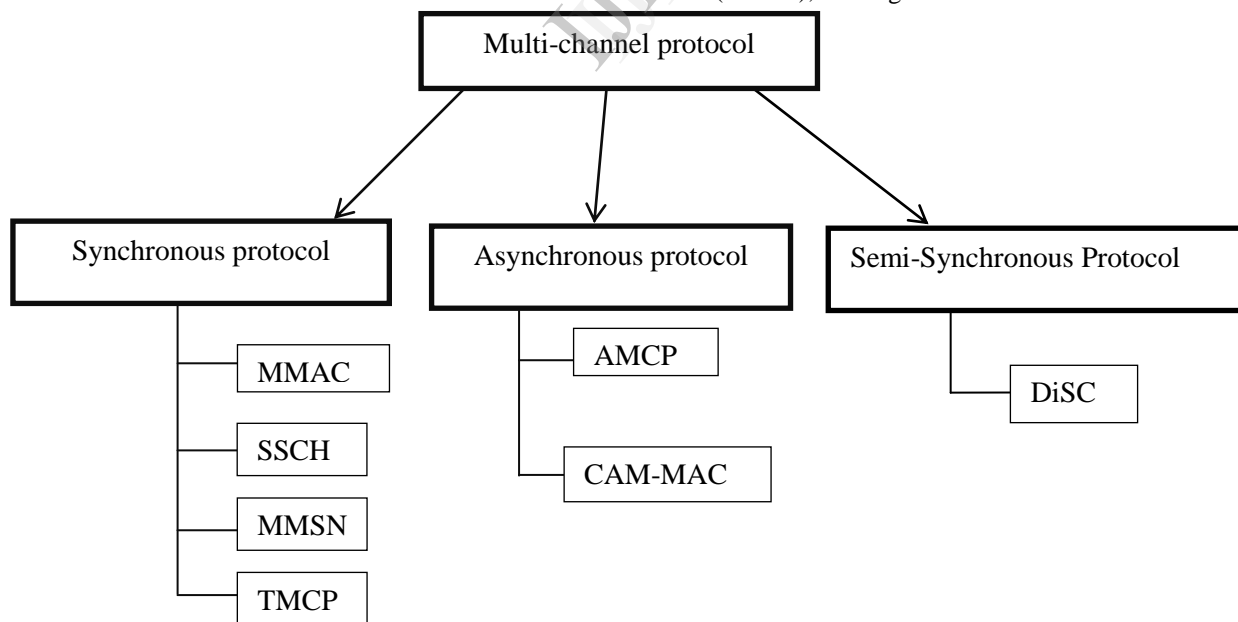 Multi-channel protocol
Synchronous protocol
Asynchronous protocol
Semi-Synchronous Protocol
MMAC
SSCH
MMSN
TMCP
AMCP
CAM-MAC
DiSC